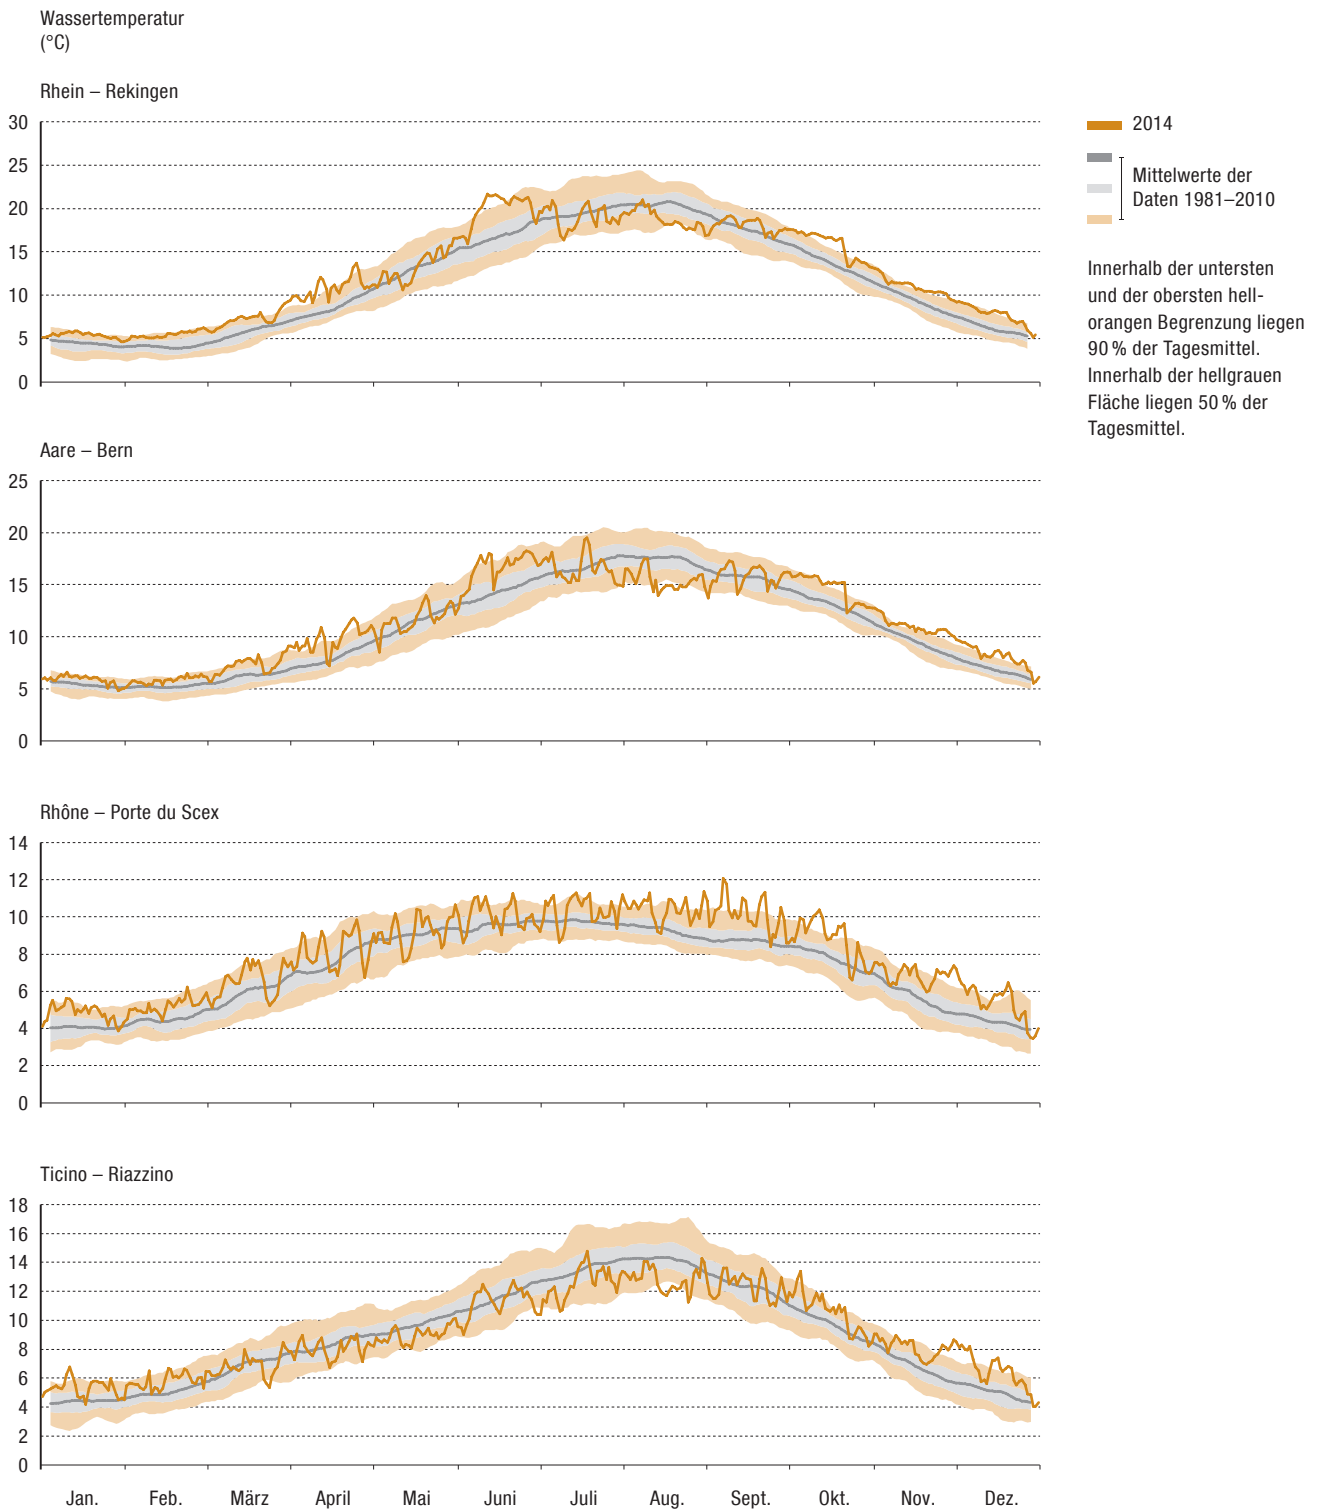 Wassertemperatur
(°C)
Rhein – Rekingen
30
25
20
15
10
5
0
2014
Mittelwerte der
Daten 1981–2010
Innerhalb der untersten
und der obersten hell-
orangen Begrenzung liegen
90 % der Tagesmittel.
Innerhalb der hellgrauen
Fläche liegen 50 % der
Tagesmittel.
Aare – Bern
25
20
15
10
5
0
Rhône – Porte du Scex
14
12
10
8
6
4
2
0
Ticino – Riazzino
18
16
14
12
10
8
6
4
2
0
Jan. Feb. März April Mai Juni Juli Aug. Sept. Okt. Nov. Dez.